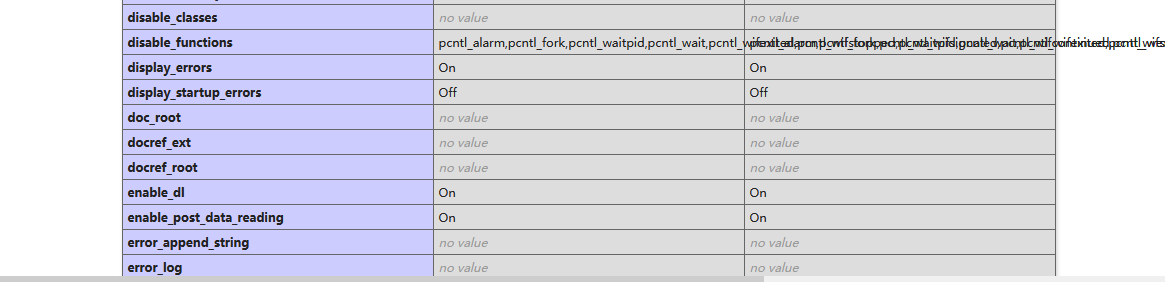 disable_classes no value no value
disable_functions pcntl_alarm,pcntl_fork,pcntl_waitpid,pcntl_wait,pcntl_
display_errors On On
display_startup_errors Off Off
doc_root no value no value
docref_ext no value no value
docref_root no value no value
enable_dl On On
enable_post_data_reading On On
error_append_string no value no value
error_log no value no value